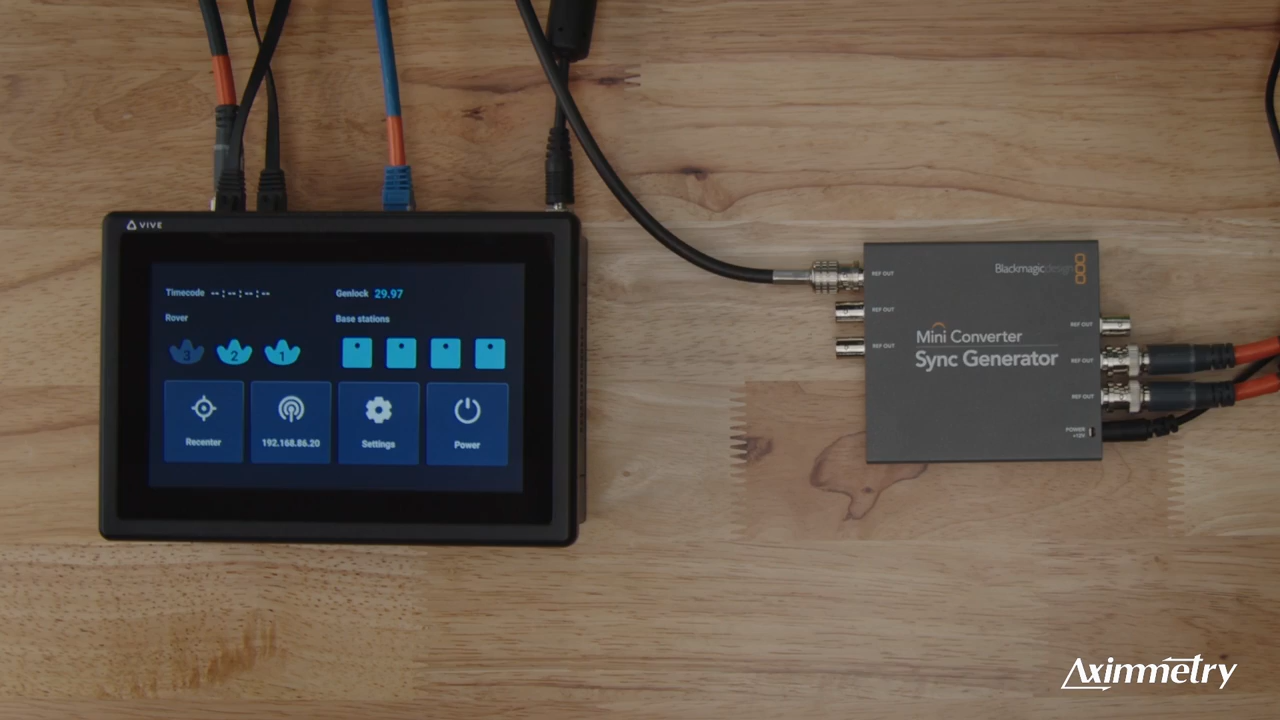 VIVE
Timecode --:--:--:--
Genlock 29.97
Rover
Base stations
3 2 1
Recenter
192.168.86.20
Settings
Power
Blackmagicdesign
REF OUT
REF OUT
REF OUT
Mini Converter
Sync Generator
REF OUT
REF OUT
REF OUT
POWER
+12V
Aximmetry